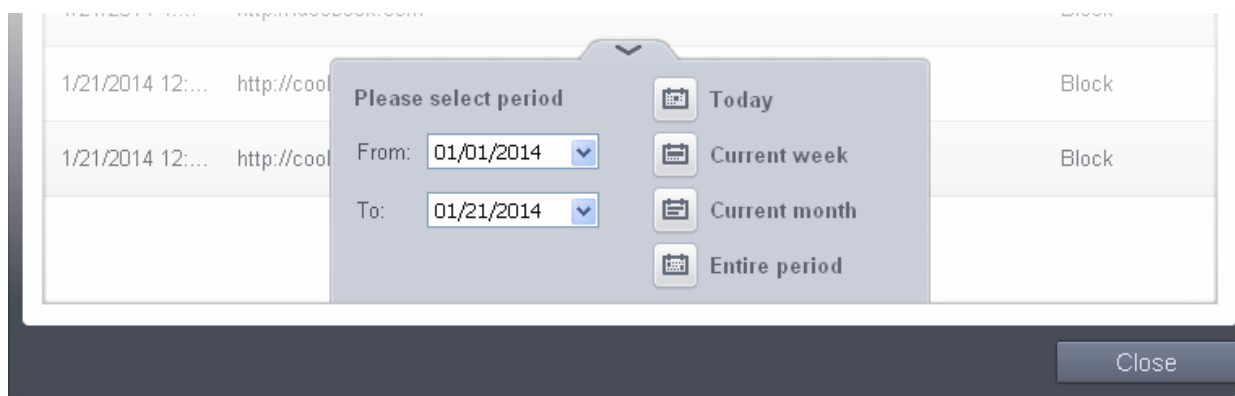 1/21/2014 12:... http://cool Block
Please select period
From: 01/01/2014
To: 01/21/2014
Today
Current week
Current month
Entire period
1/21/2014 12:... http://cool Block
Close